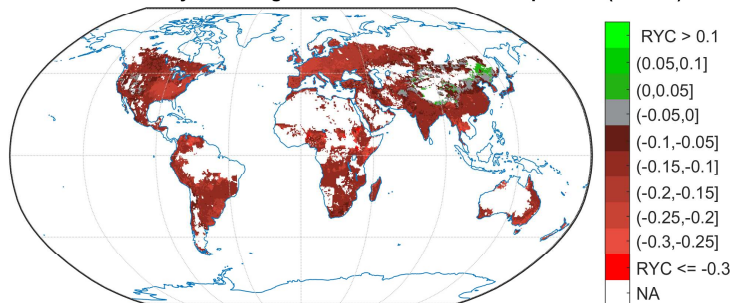 RYC > 0.1
(0.05,0.1]
(0,0.05]
(-0.05,0]
(-0.1,-0.05]
(-0.15,-0.1]
(-0.2,-0.15]
(-0.25,-0.2]
(-0.3,-0.25]
RYC <= -0.3
NA